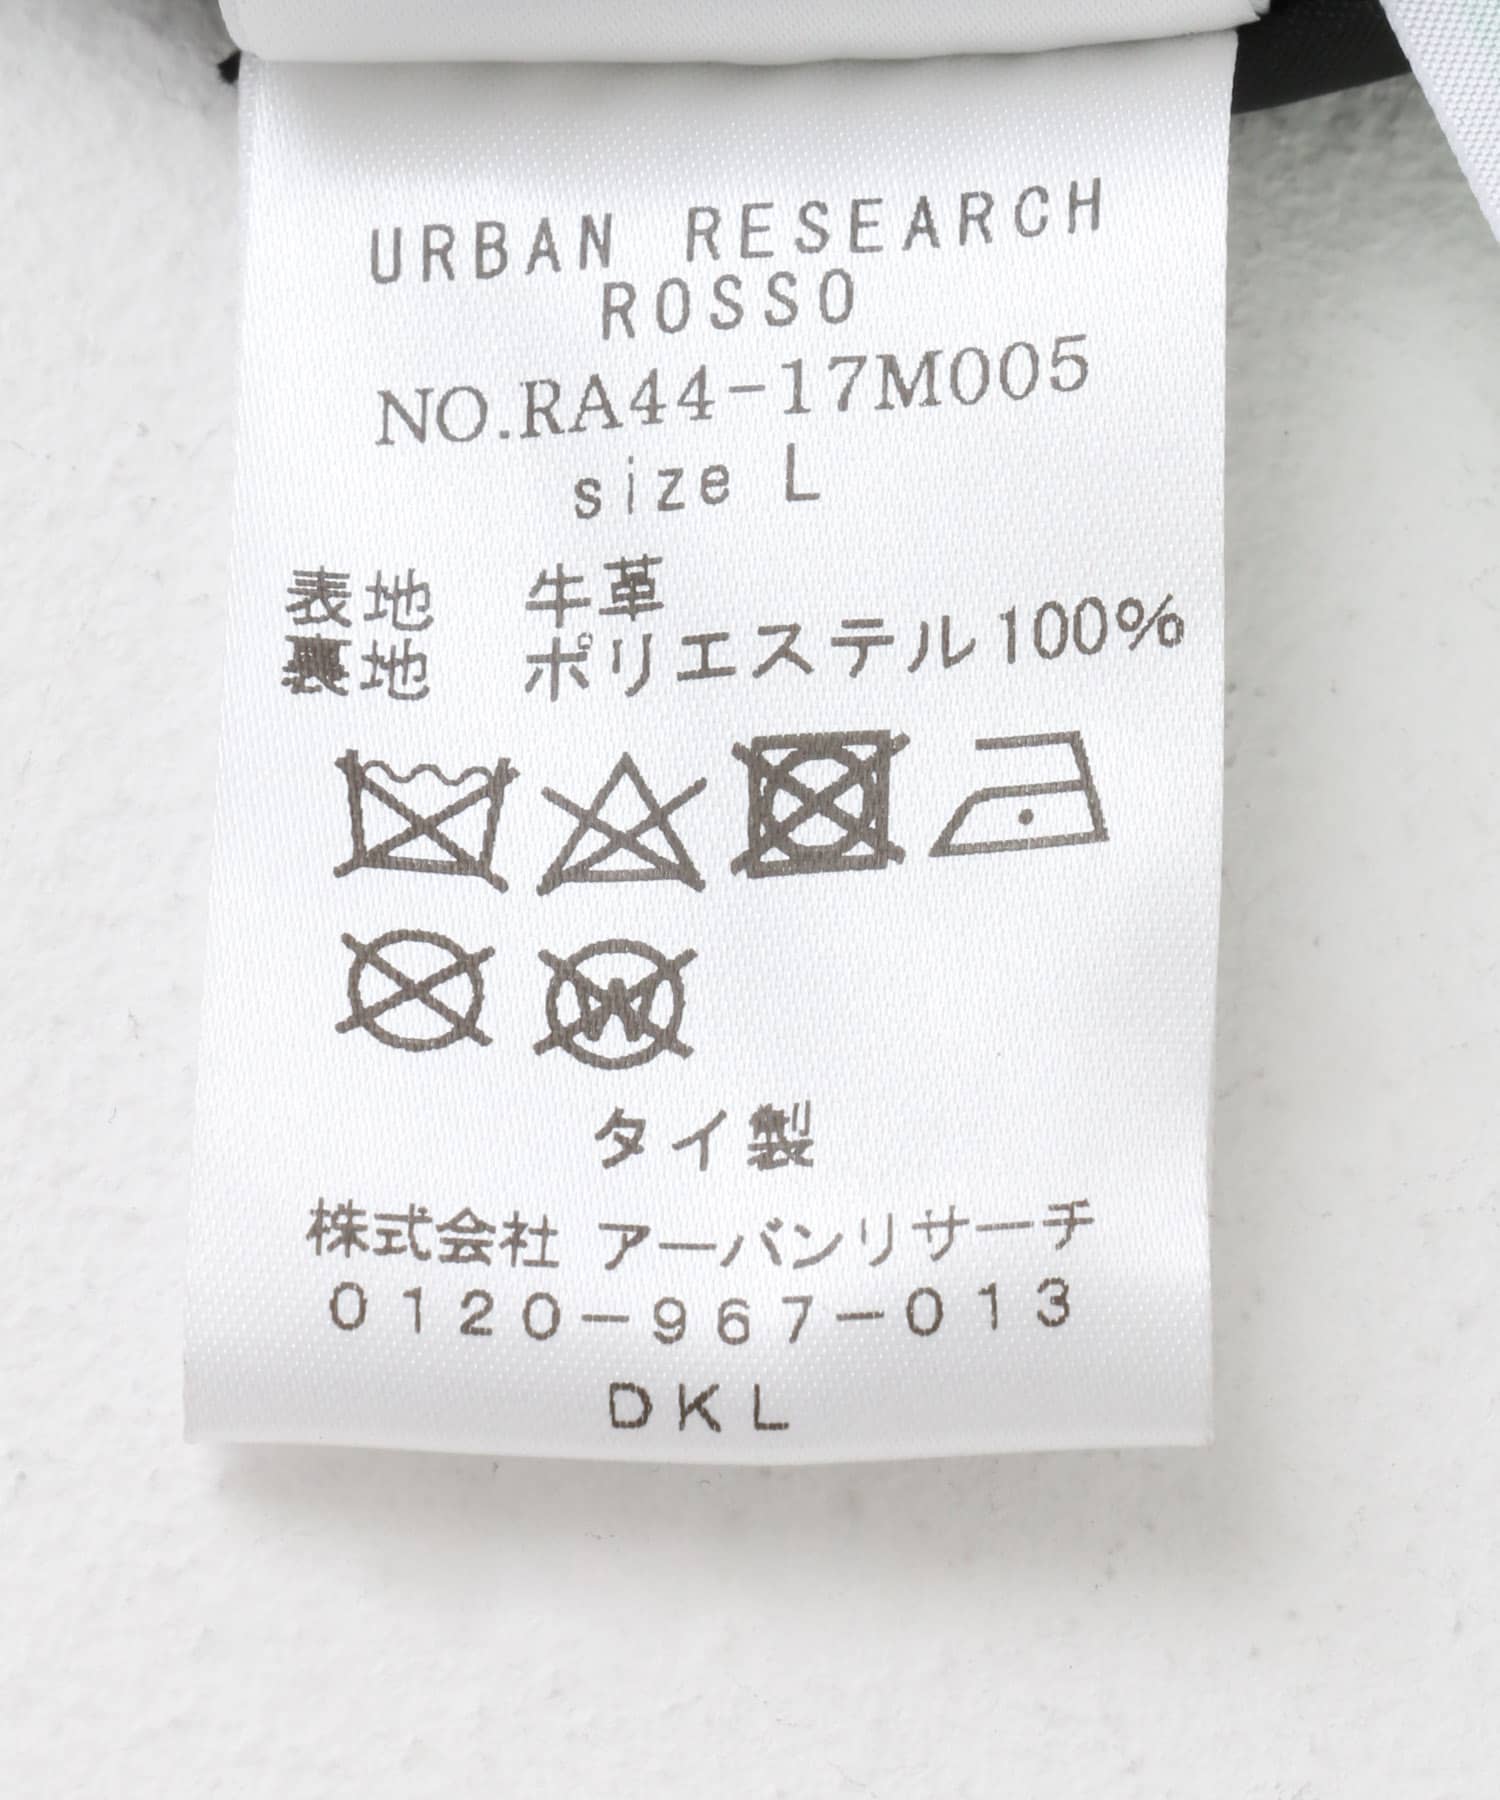 URBAN RESEARCH
ROSSO
NO.RA44-17M005
size L
表地 牛革
裏地 ポリエステル100%
W
タイ製
株式会社 アーバンリサーチ
0120-967-013
DKL